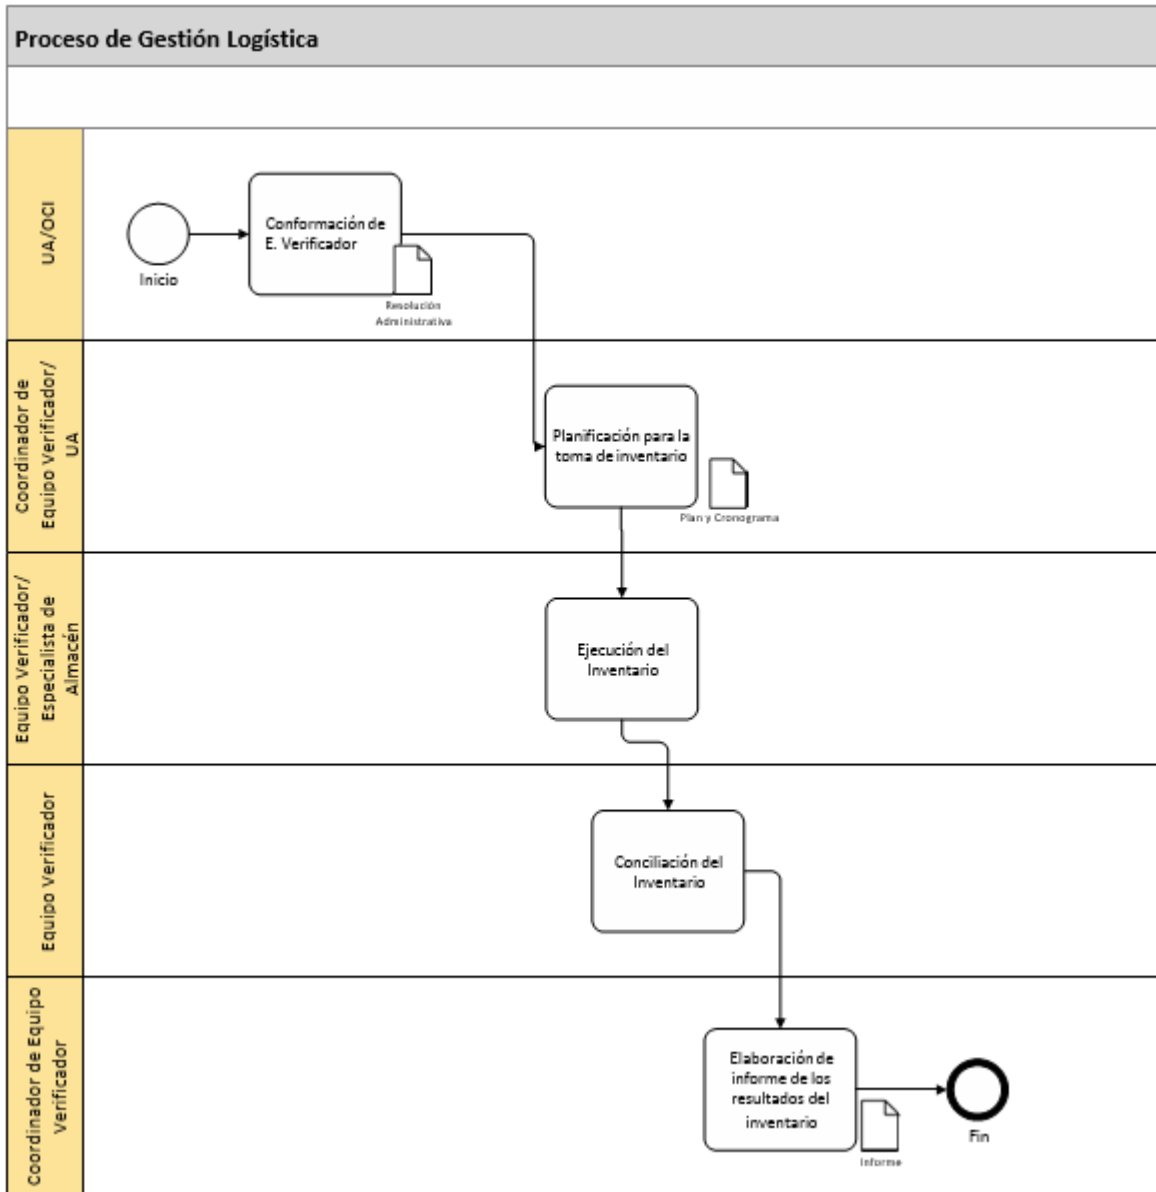 Proceso de Gestión Logística
UA/OCI
Inicio
Conformación de
E. Verificador
Resolución
Administrativa
Coordinador de
Equipo Verificador/
UA
Planificación para la
toma de inventario
Plan y Cronograma
Equipo Verificador/
Especialista de
Almacén
Ejecución del
Inventario
Equipo Verificador
Conciliación del
Inventario
Coordinador de Equipo
Verificador
Elaboración de
informe de los
resultados del
inventario
Informe
Fin